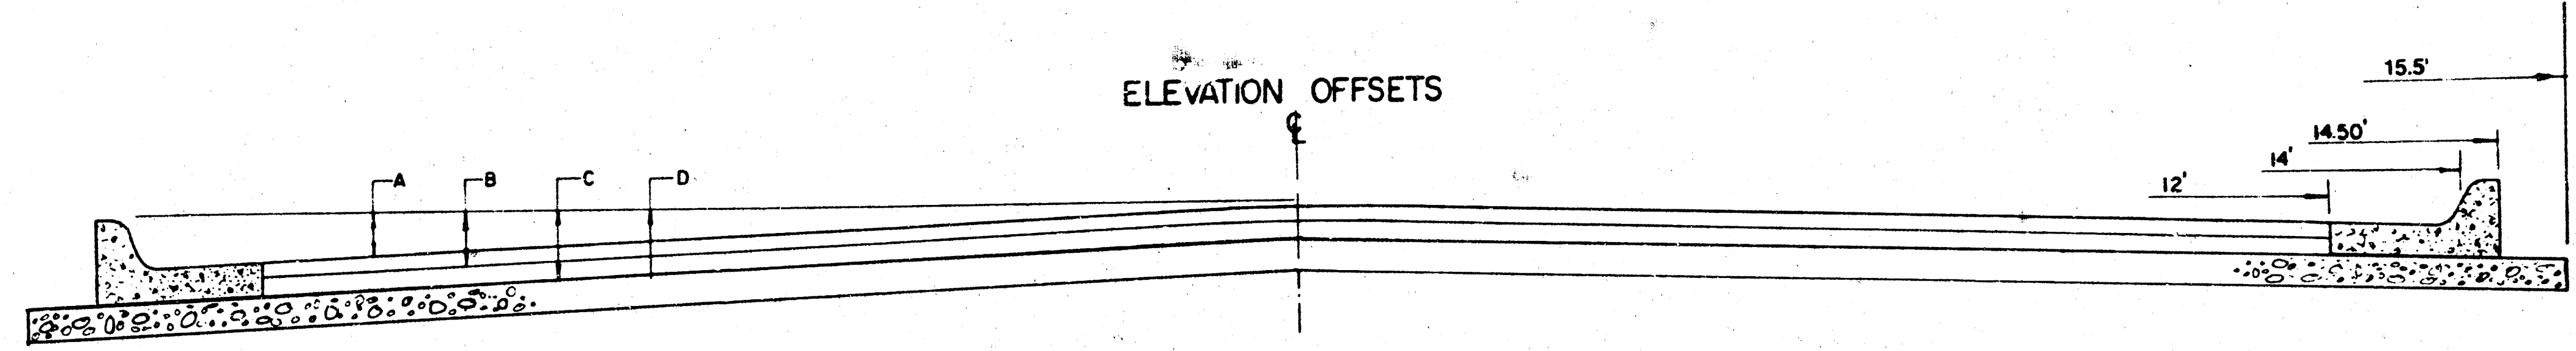 15.5'
ELEVATION OFFSETS
℄
14.50'
14'
A B C D
12'